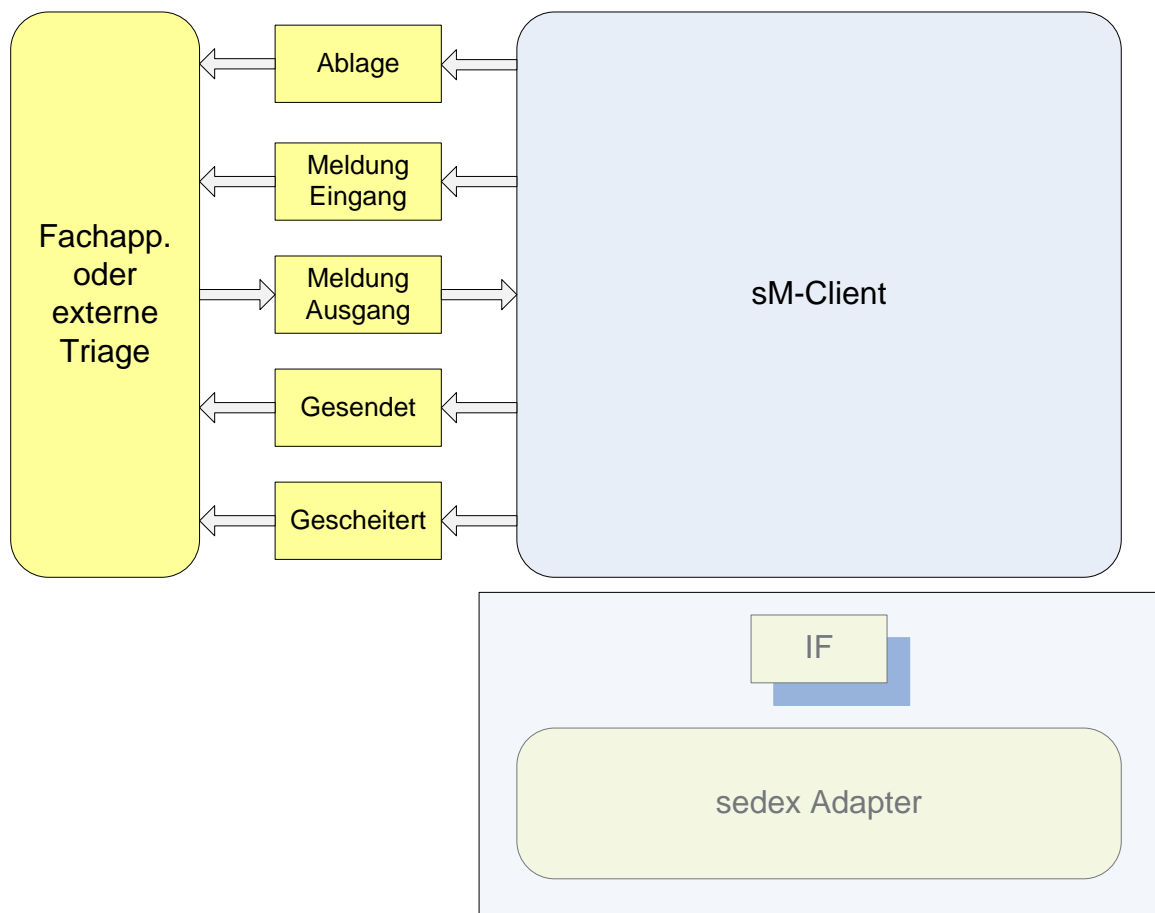 Ablage
Meldung
Eingang
Fachapp.
oder
externe
Triage
Meldung
Ausgang
sM-Client
Gesendet
Gescheitert
IF
sedex Adapter